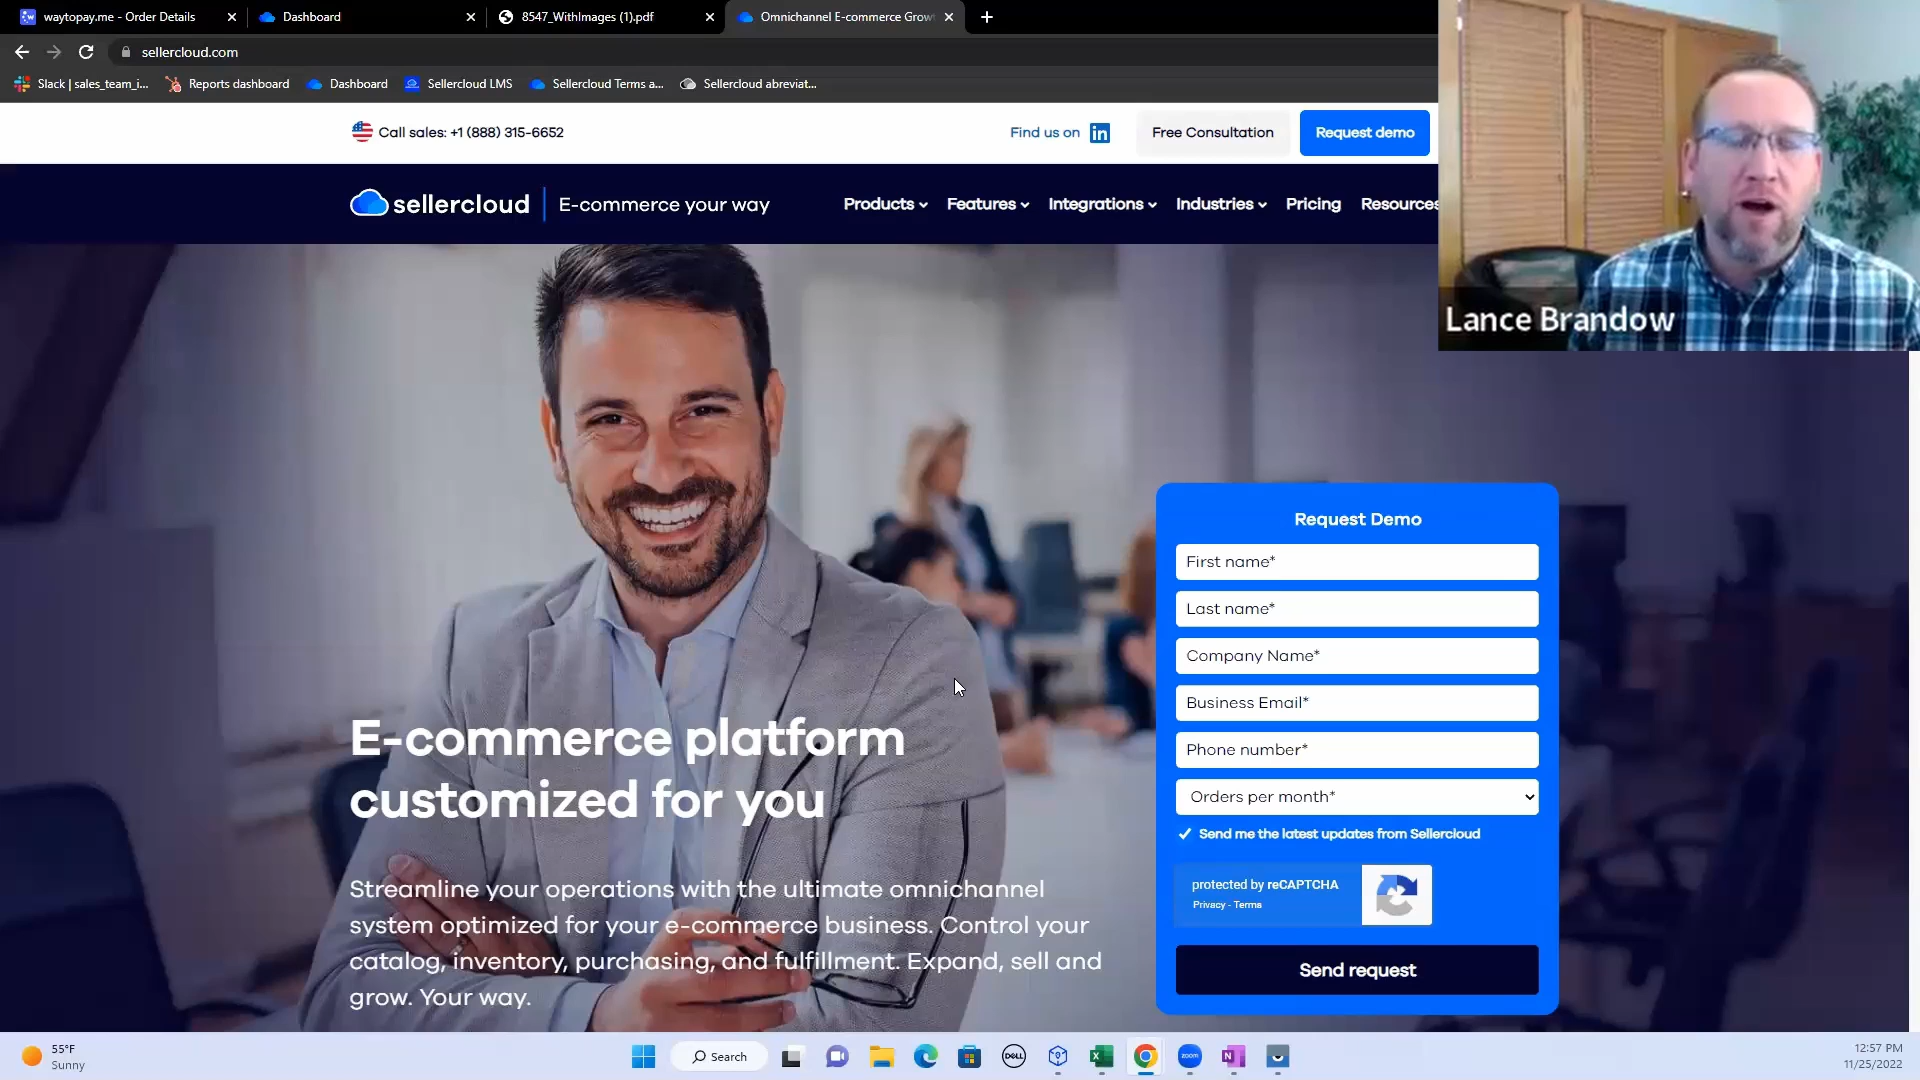 waytopay.me - Order Details
Dashboard
8547_WithImages (1).pdf
Omnichannel E-commerce Grow
sellercloud.com
Slack | sales_team_i...
Reports dashboard
Dashboard
Sellercloud LMS
Sellercloud Terms a...
Sellercloud abreviat...
Call sales: +1 (888) 315-6652
Find us on in
Free Consultation
Request demo
sellercloud
E-commerce your way
Products
Features
Integrations
Industries
Pricing
Resources
Lance Brandow
E-commerce platform
customized for you
Streamline your operations with the ultimate omnichannel
system optimized for your e-commerce business. Control your
catalog, inventory, purchasing, and fulfillment. Expand, sell and
grow. Your way.
Request Demo
First name*
Last name*
Company Name*
Business Email*
Phone number*
Orders per month*
Send me the latest updates from Sellercloud
protected by reCAPTCHA
Privacy - Terms
Send request
55°F
Sunny
Search
DELL
zoom
N
12:57 PM
11/25/2022